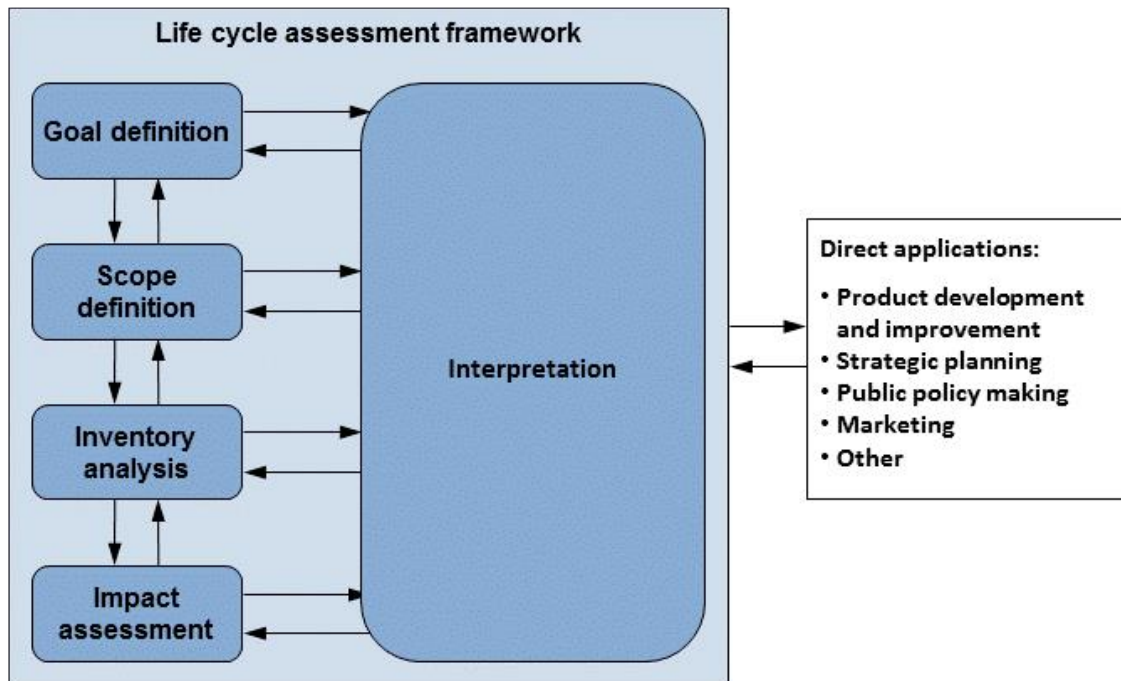 Life cycle assessment framework
Goal definition
Scope
definition
Inventory
analysis
Impact
assessment
Interpretation
Direct applications:
• Product development
and improvement
• Strategic planning
• Public policy making
• Marketing
• Other